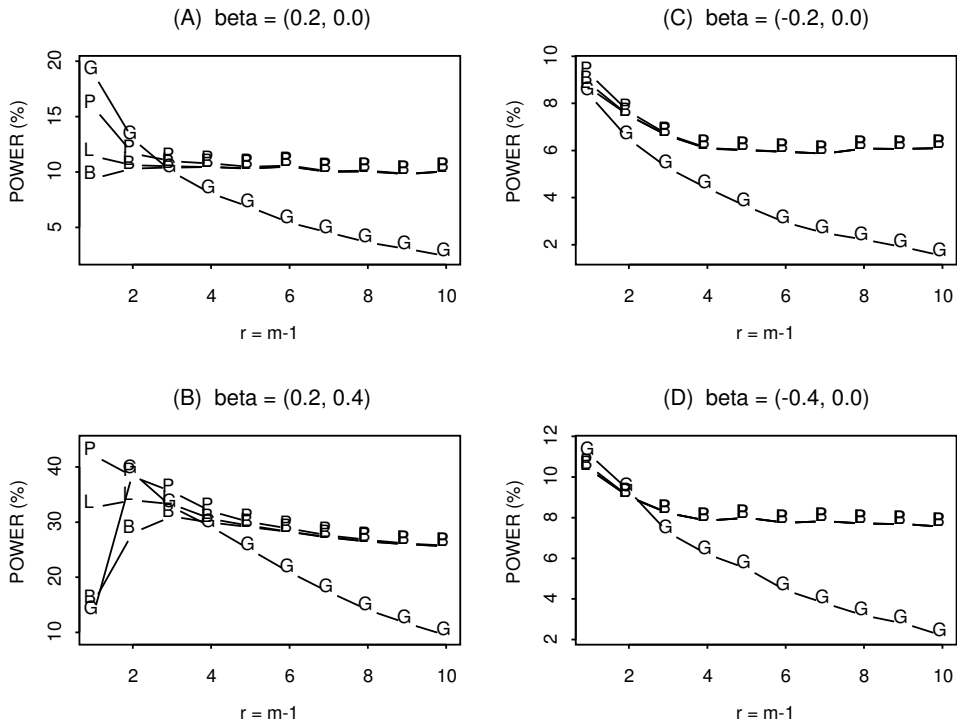 (A) beta = (0.2, 0.0)
POWER (%)
20
15
10
5
G
P
L
B
G
P
B
B
G
B
G
B
G
B
G
B
G
B
G
B
G
B
G
2 4 6 8 10
r = m-1
(C) beta = (-0.2, 0.0)
POWER (%)
10
8
6
4
2
P
B
G
B
G
B
G
B
G
B
G
B
G
B
G
B
G
B
G
B
G
2 4 6 8 10
r = m-1
(B) beta = (0.2, 0.4)
POWER (%)
40
30
20
10
P
L
B
G
G
P
L
B
P
G
B
P
B
G
B
G
B
G
B
G
B
G
B
G
B
G
2 4 6 8 10
r = m-1
(D) beta = (-0.4, 0.0)
POWER (%)
12
10
8
6
4
2
G
B
G
B
B
G
B
G
B
G
B
G
B
G
B
G
B
G
B
G
2 4 6 8 10
r = m-1